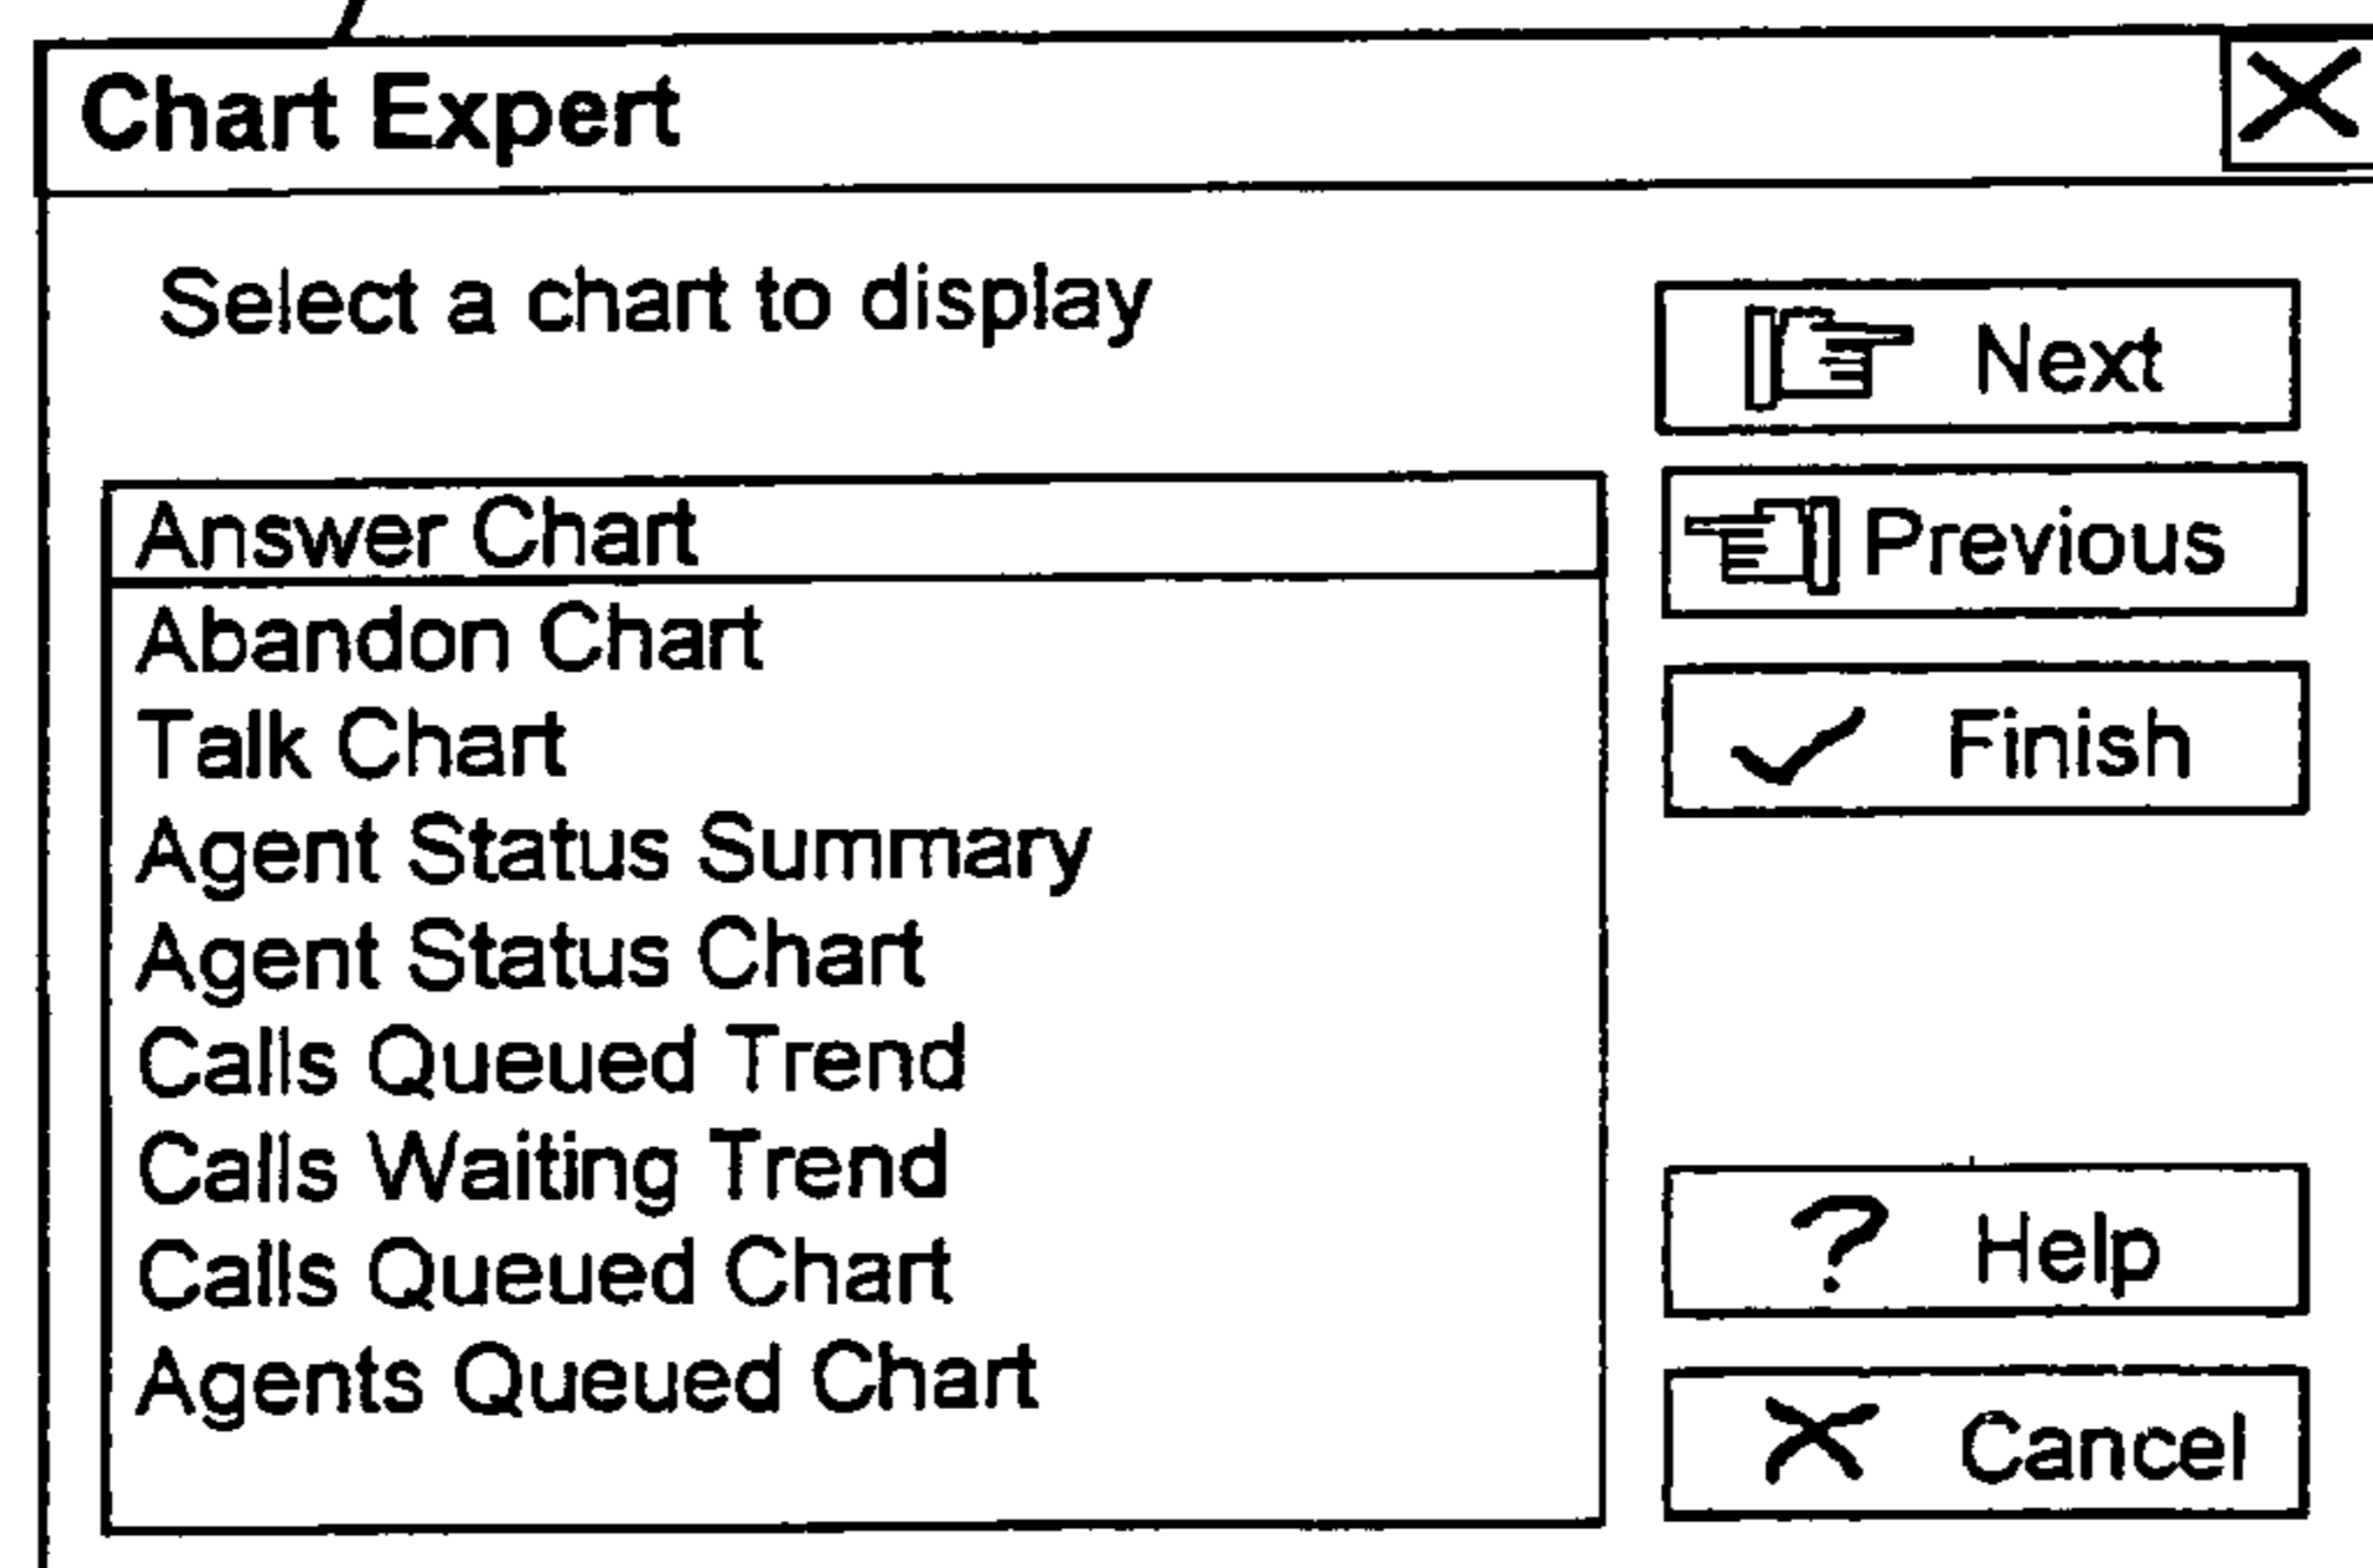 Chart Expert
Select a chart to display
Next
Previous
Finish
Answer Chart
Abandon Chart
Talk Chart
Agent Status Summary
Agent Status Chart
Calls Queued Trend
Calls Waiting Trend
Calls Queued Chart
Agents Queued Chart
Help
Cancel